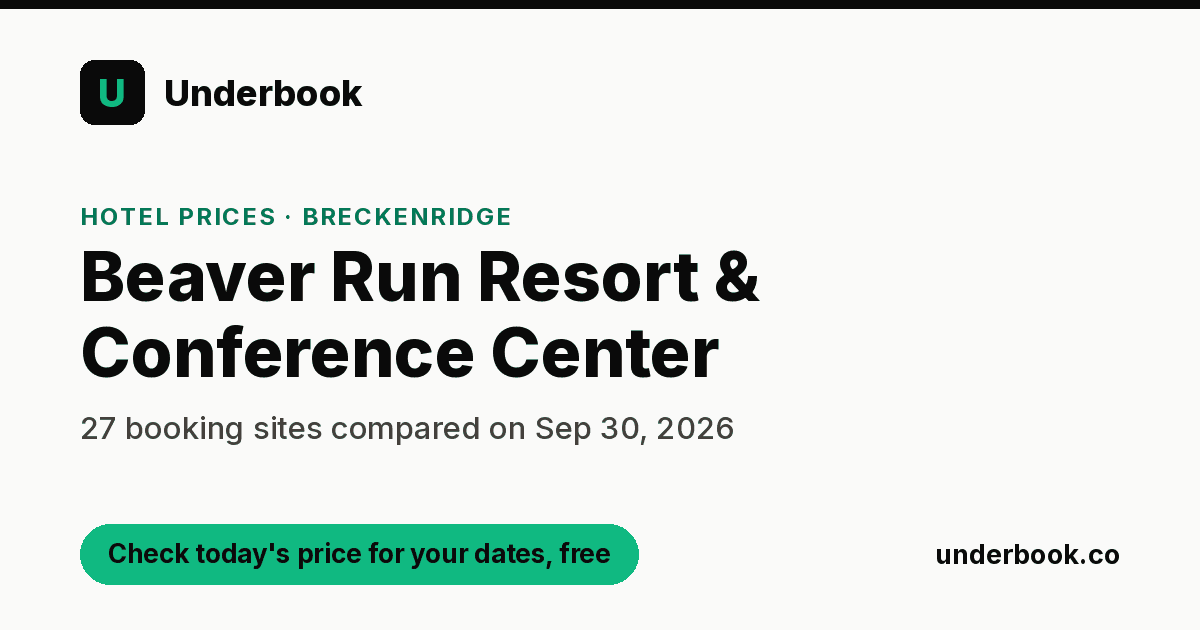 U Underbook
HOTEL PRICES · BRECKENRIDGE
Beaver Run Resort &
Conference Center
27 booking sites compared on Sep 30, 2026
Check today's price for your dates, free
underbook.co